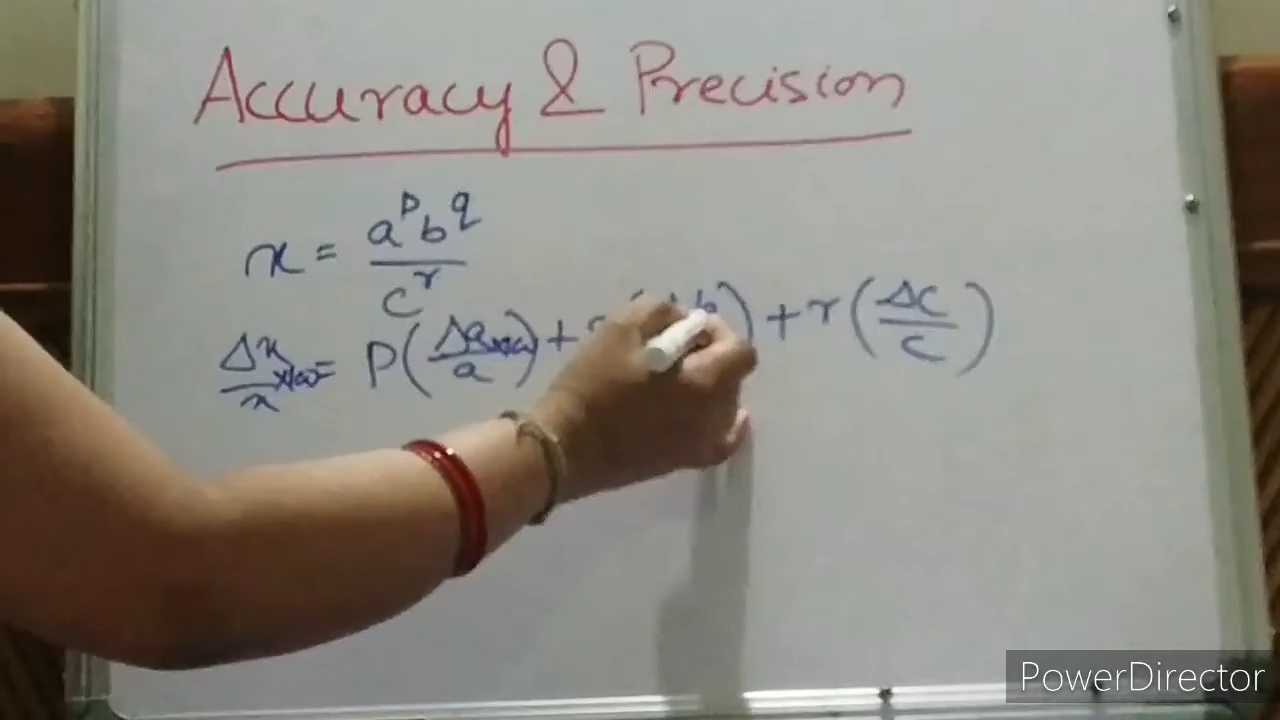 Accuracy & Precision
x = a^p b^q / c^r
Δx/x ×100 = P(Δa/a ×100) + b) + r(Δc/c)
PowerDirector